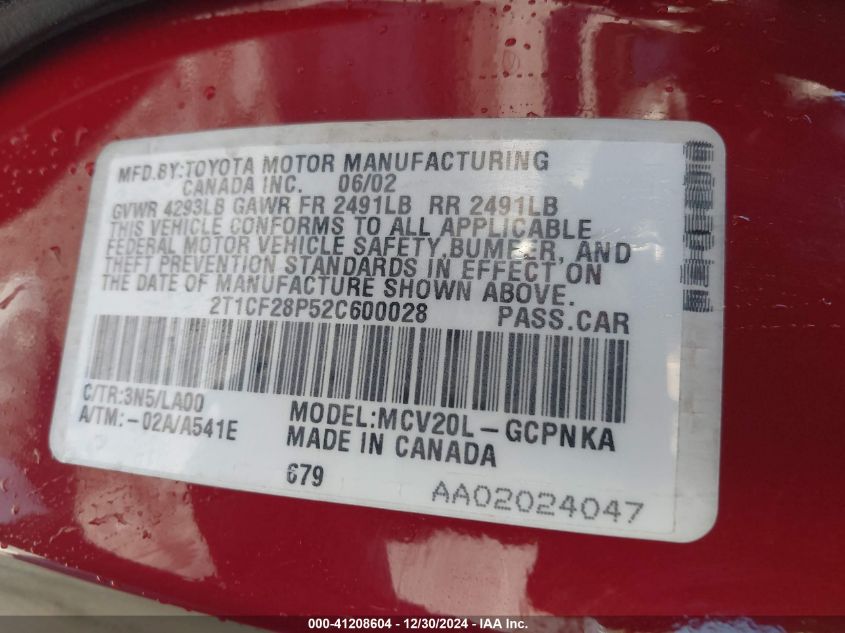 MFD.BY:TOYOTA MOTOR MANUFACTURING
CANADA INC. 06/02
GVWR 4293LB GAWR FR 2491LB RR 2491LB
THIS VEHICLE CONFORMS TO ALL APPLICABLE
FEDERAL MOTOR VEHICLE SAFETY,BUMPER, AND
THEFT PREVENTION STANDARDS IN EFFECT ON
THE DATE OF MANUFACTURE SHOWN ABOVE.
2T1CF28P52C600028 PASS.CAR
C/TR:3N5/LA00
A/TM:-02A/A541E
MODEL:MCV20L-GCPNKA
MADE IN CANADA
679
AA02024047
000-41208604 - 12/30/2024 - IAA Inc.